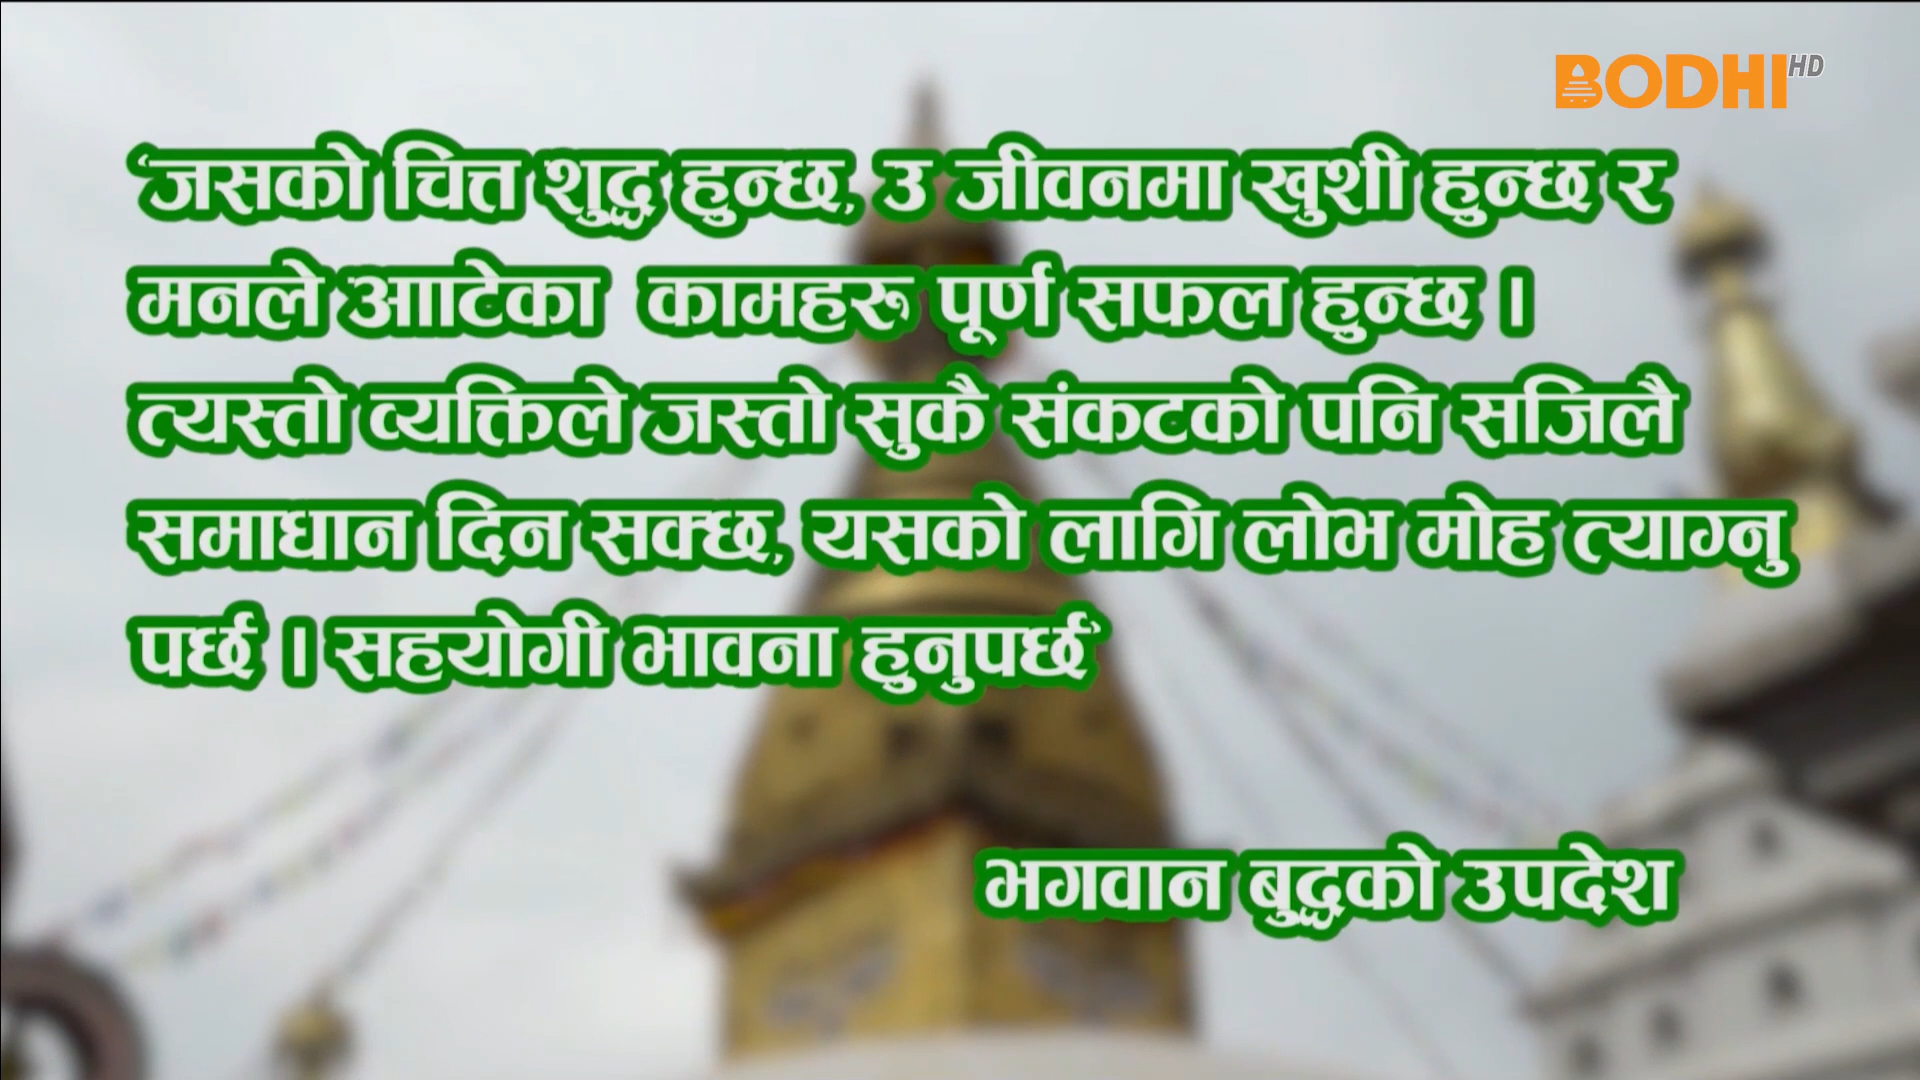 BODHI HD
‘जसको चित्त शुद्ध हुन्छ, उ जीवनमा खुशी हुन्छ र
मनले आाटेका कामहरु पूर्ण सफल हुन्छ ।
त्यस्तो व्यक्तिले जस्तो सुकै संकटको पनि सजिलै
समाधान दिन सक्छ, यसको लागि लोभ मोह त्याग्नु
पर्छ । सहयोगी भावना हुनुपर्छ’
भगवान बुद्धको उपदेश